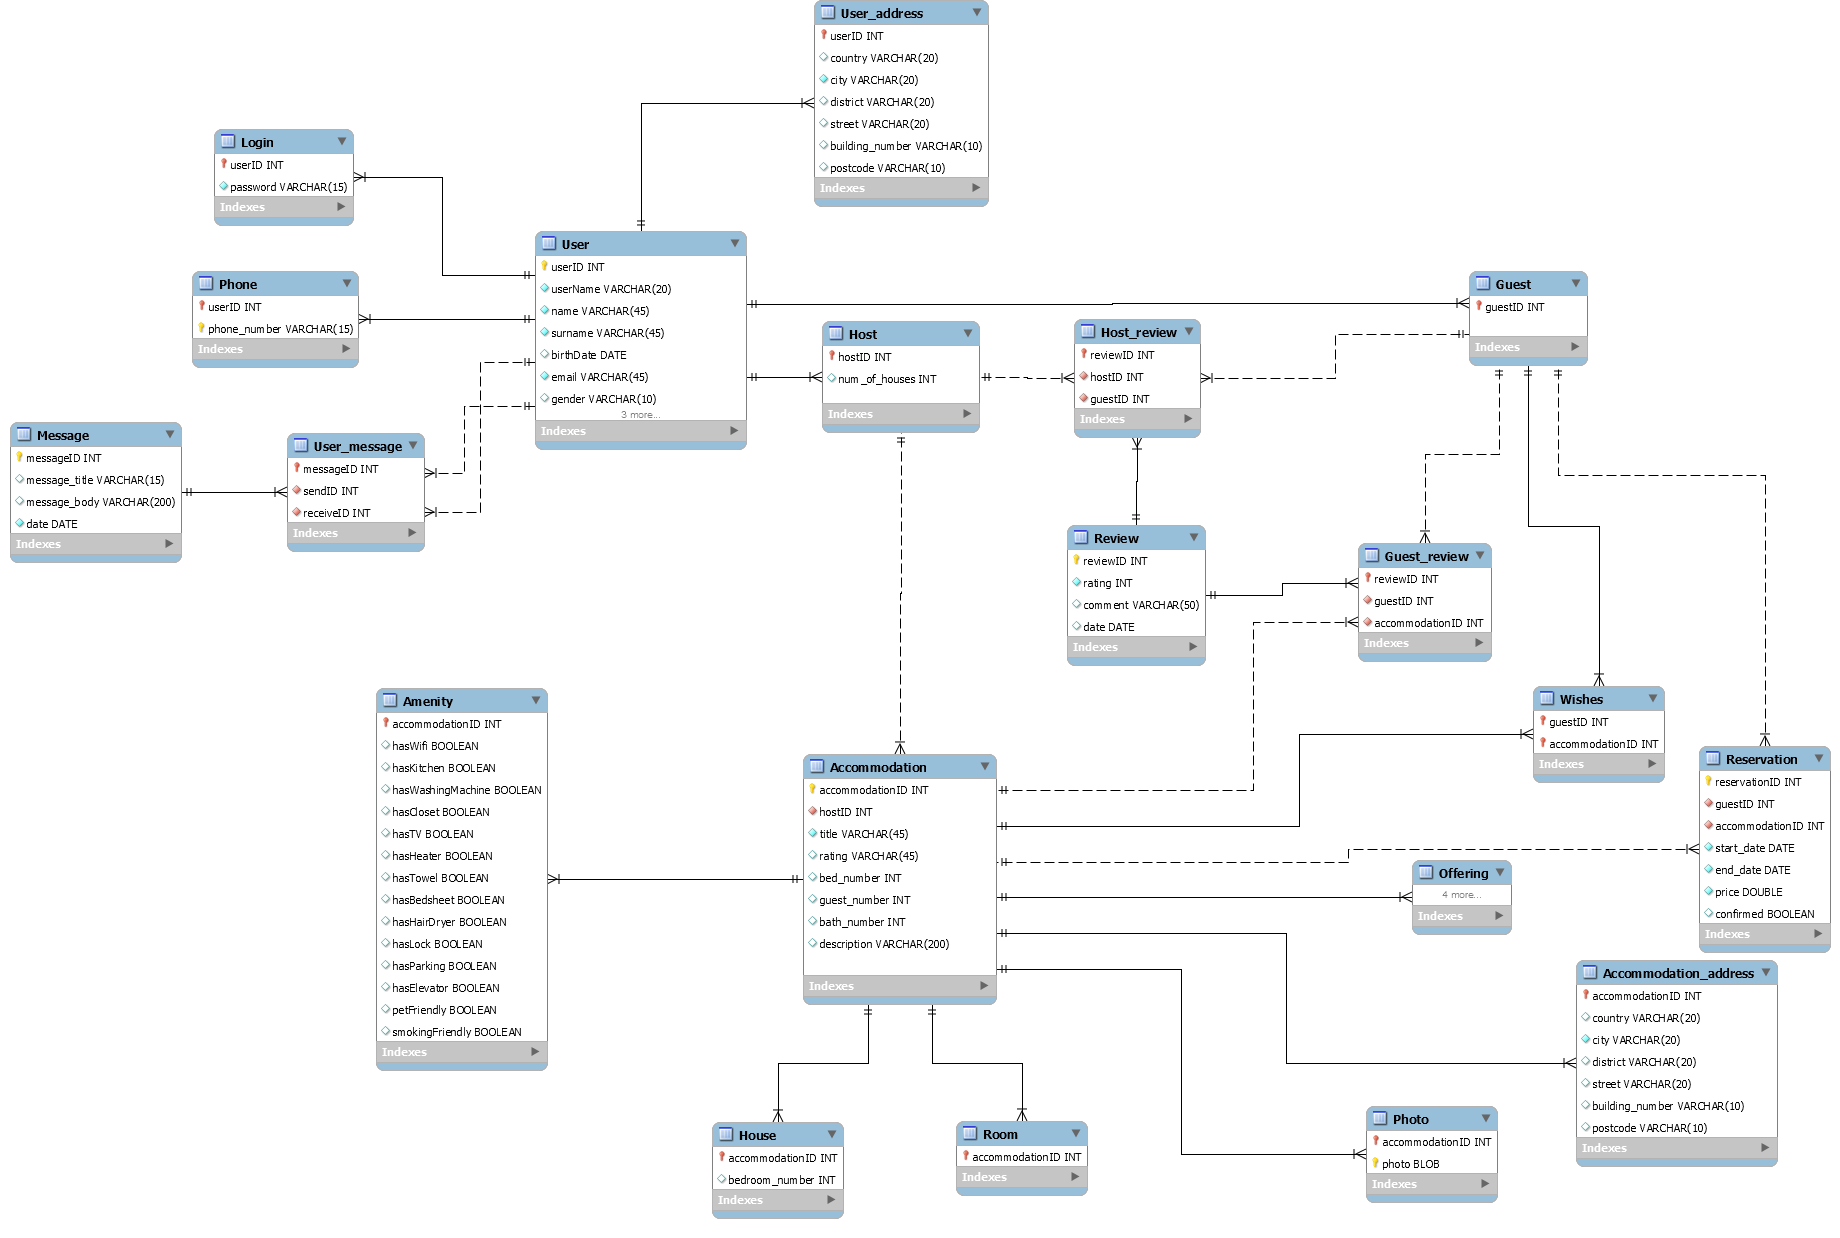 User_address
userID INT
country VARCHAR(20)
city VARCHAR(20)
district VARCHAR(20)
street VARCHAR(20)
building_number VARCHAR(10)
postcode VARCHAR(10)
Indexes
Login
userID INT
password VARCHAR(15)
Indexes
User
userID INT
userName VARCHAR(20)
name VARCHAR(45)
surname VARCHAR(45)
birthDate DATE
email VARCHAR(45)
gender VARCHAR(10)
3 more...
Indexes
Phone
userID INT
phone_number VARCHAR(15)
Indexes
Guest
guestID INT
Indexes
Host
hostID INT
num_of_houses INT
Indexes
Host_review
reviewID INT
hostID INT
guestID INT
Indexes
Message
messageID INT
message_title VARCHAR(15)
message_body VARCHAR(200)
date DATE
Indexes
User_message
messageID INT
sendID INT
receiveID INT
Indexes
Review
reviewID INT
rating INT
comment VARCHAR(50)
date DATE
Indexes
Guest_review
reviewID INT
guestID INT
accommodationID INT
Indexes
Amenity
accommodationID INT
hasWifi BOOLEAN
hasKitchen BOOLEAN
hasWashingMachine BOOLEAN
hasCloset BOOLEAN
hasTV BOOLEAN
hasHeater BOOLEAN
hasTowel BOOLEAN
hasBedsheet BOOLEAN
hasHairDryer BOOLEAN
hasLock BOOLEAN
hasParking BOOLEAN
hasElevator BOOLEAN
petFriendly BOOLEAN
smokingFriendly BOOLEAN
Indexes
Accommodation
accommodationID INT
hostID INT
title VARCHAR(45)
rating VARCHAR(45)
bed_number INT
guest_number INT
bath_number INT
description VARCHAR(200)
Indexes
Wishes
guestID INT
accommodationID INT
Indexes
Reservation
reservationID INT
guestID INT
accommodationID INT
start_date DATE
end_date DATE
price DOUBLE
confirmed BOOLEAN
Indexes
Offering
4 more...
Indexes
Accommodation_address
accommodationID INT
country VARCHAR(20)
city VARCHAR(20)
district VARCHAR(20)
street VARCHAR(20)
building_number VARCHAR(10)
postcode VARCHAR(10)
Indexes
House
accommodationID INT
bedroom_number INT
Indexes
Room
accommodationID INT
Indexes
Photo
accommodationID INT
photo BLOB
Indexes